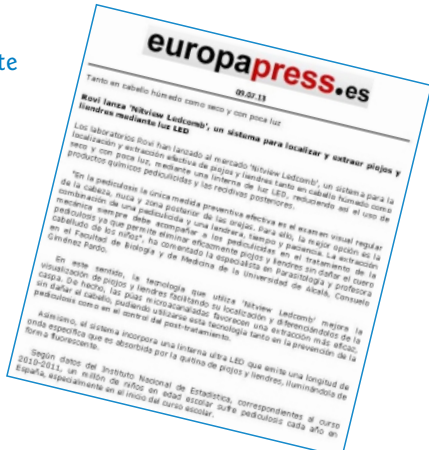 te
europapress.es
09.07.13
Tanto en cabello húmedo como seco y con poca luz
Rovi lanza 'Nitview Ledcomb', un sistema para localizar y extraer piojos y
liendres mediante luz LED
Los laboratorios Rovi han lanzado al mercado 'Nitview Ledcomb', un sistema para la
localización y extracción efectiva de piojos y liendres tanto en cabello húmedo como
seco y con poca luz, mediante una linterna de luz LED, reduciendo así el uso de
productos químicos pediculicidas y las recidivas posteriores.
"En la pediculosis la única medida preventiva efectiva es el examen visual regular
de la cabeza, nuca y zona posterior de las orejas. Para ello, la mejor opción es la
combinación de una pediculicida y una lendrera, tiempo y paciencia. La extracción
mecánica siempre debe acompañar a los pediculicidas en el tratamiento de la
pediculosis ya que permite eliminar eficazmente piojos y liendres sin dañar el cuero
cabelludo de los niños", ha comentado la especialista en Parasitología y profesora
en el Facultad de Biología y de Medicina de la Universidad de Alcalá, Consuelo
Giménez Pardo.
En este sentido, la tecnología que utiliza 'Nitview Ledcomb' mejora la
visualización de piojos y liendres facilitando su localización y diferenciándolos de la
caspa. De hecho, las púas microacanaladas favorecen una extracción más eficaz,
sin dañar el cabello, pudiendo utilizarse esta tecnología tanto en la prevención de la
pediculosis como en el control del post-tratamiento.
Asimismo, el sistema incorpora una linterna ultra LED que emite una longitud de
onda específica que es absorbida por la quitina de piojos y liendres, iluminándola de
forma fluorescente.
Según datos del Instituto Nacional de Estadística, correspondientes al curso
2010-2011, un millón de niños en edad escolar sufre pediculosis cada año en
España, especialmente en el inicio del curso escolar.